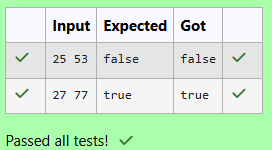 Input Expected Got
25 53 false false
27 77 true true
Passed all tests!